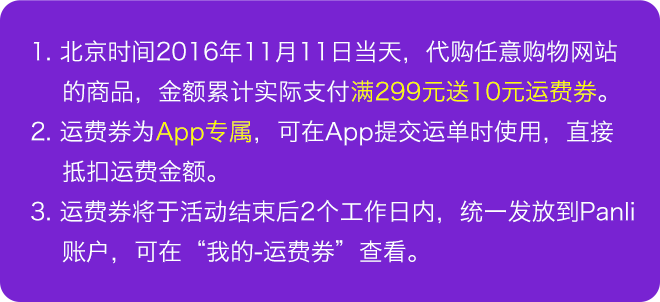 1. 北京时间2016年11月11日当天，代购任意购物网站
的商品，金额累计实际支付满299元送10元运费券。
2. 运费券为App专属，可在App提交运单时使用，直接
抵扣运费金额。
3. 运费券将于活动结束后2个工作日内，统一发放到Panli
账户，可在“我的-运费券”查看。